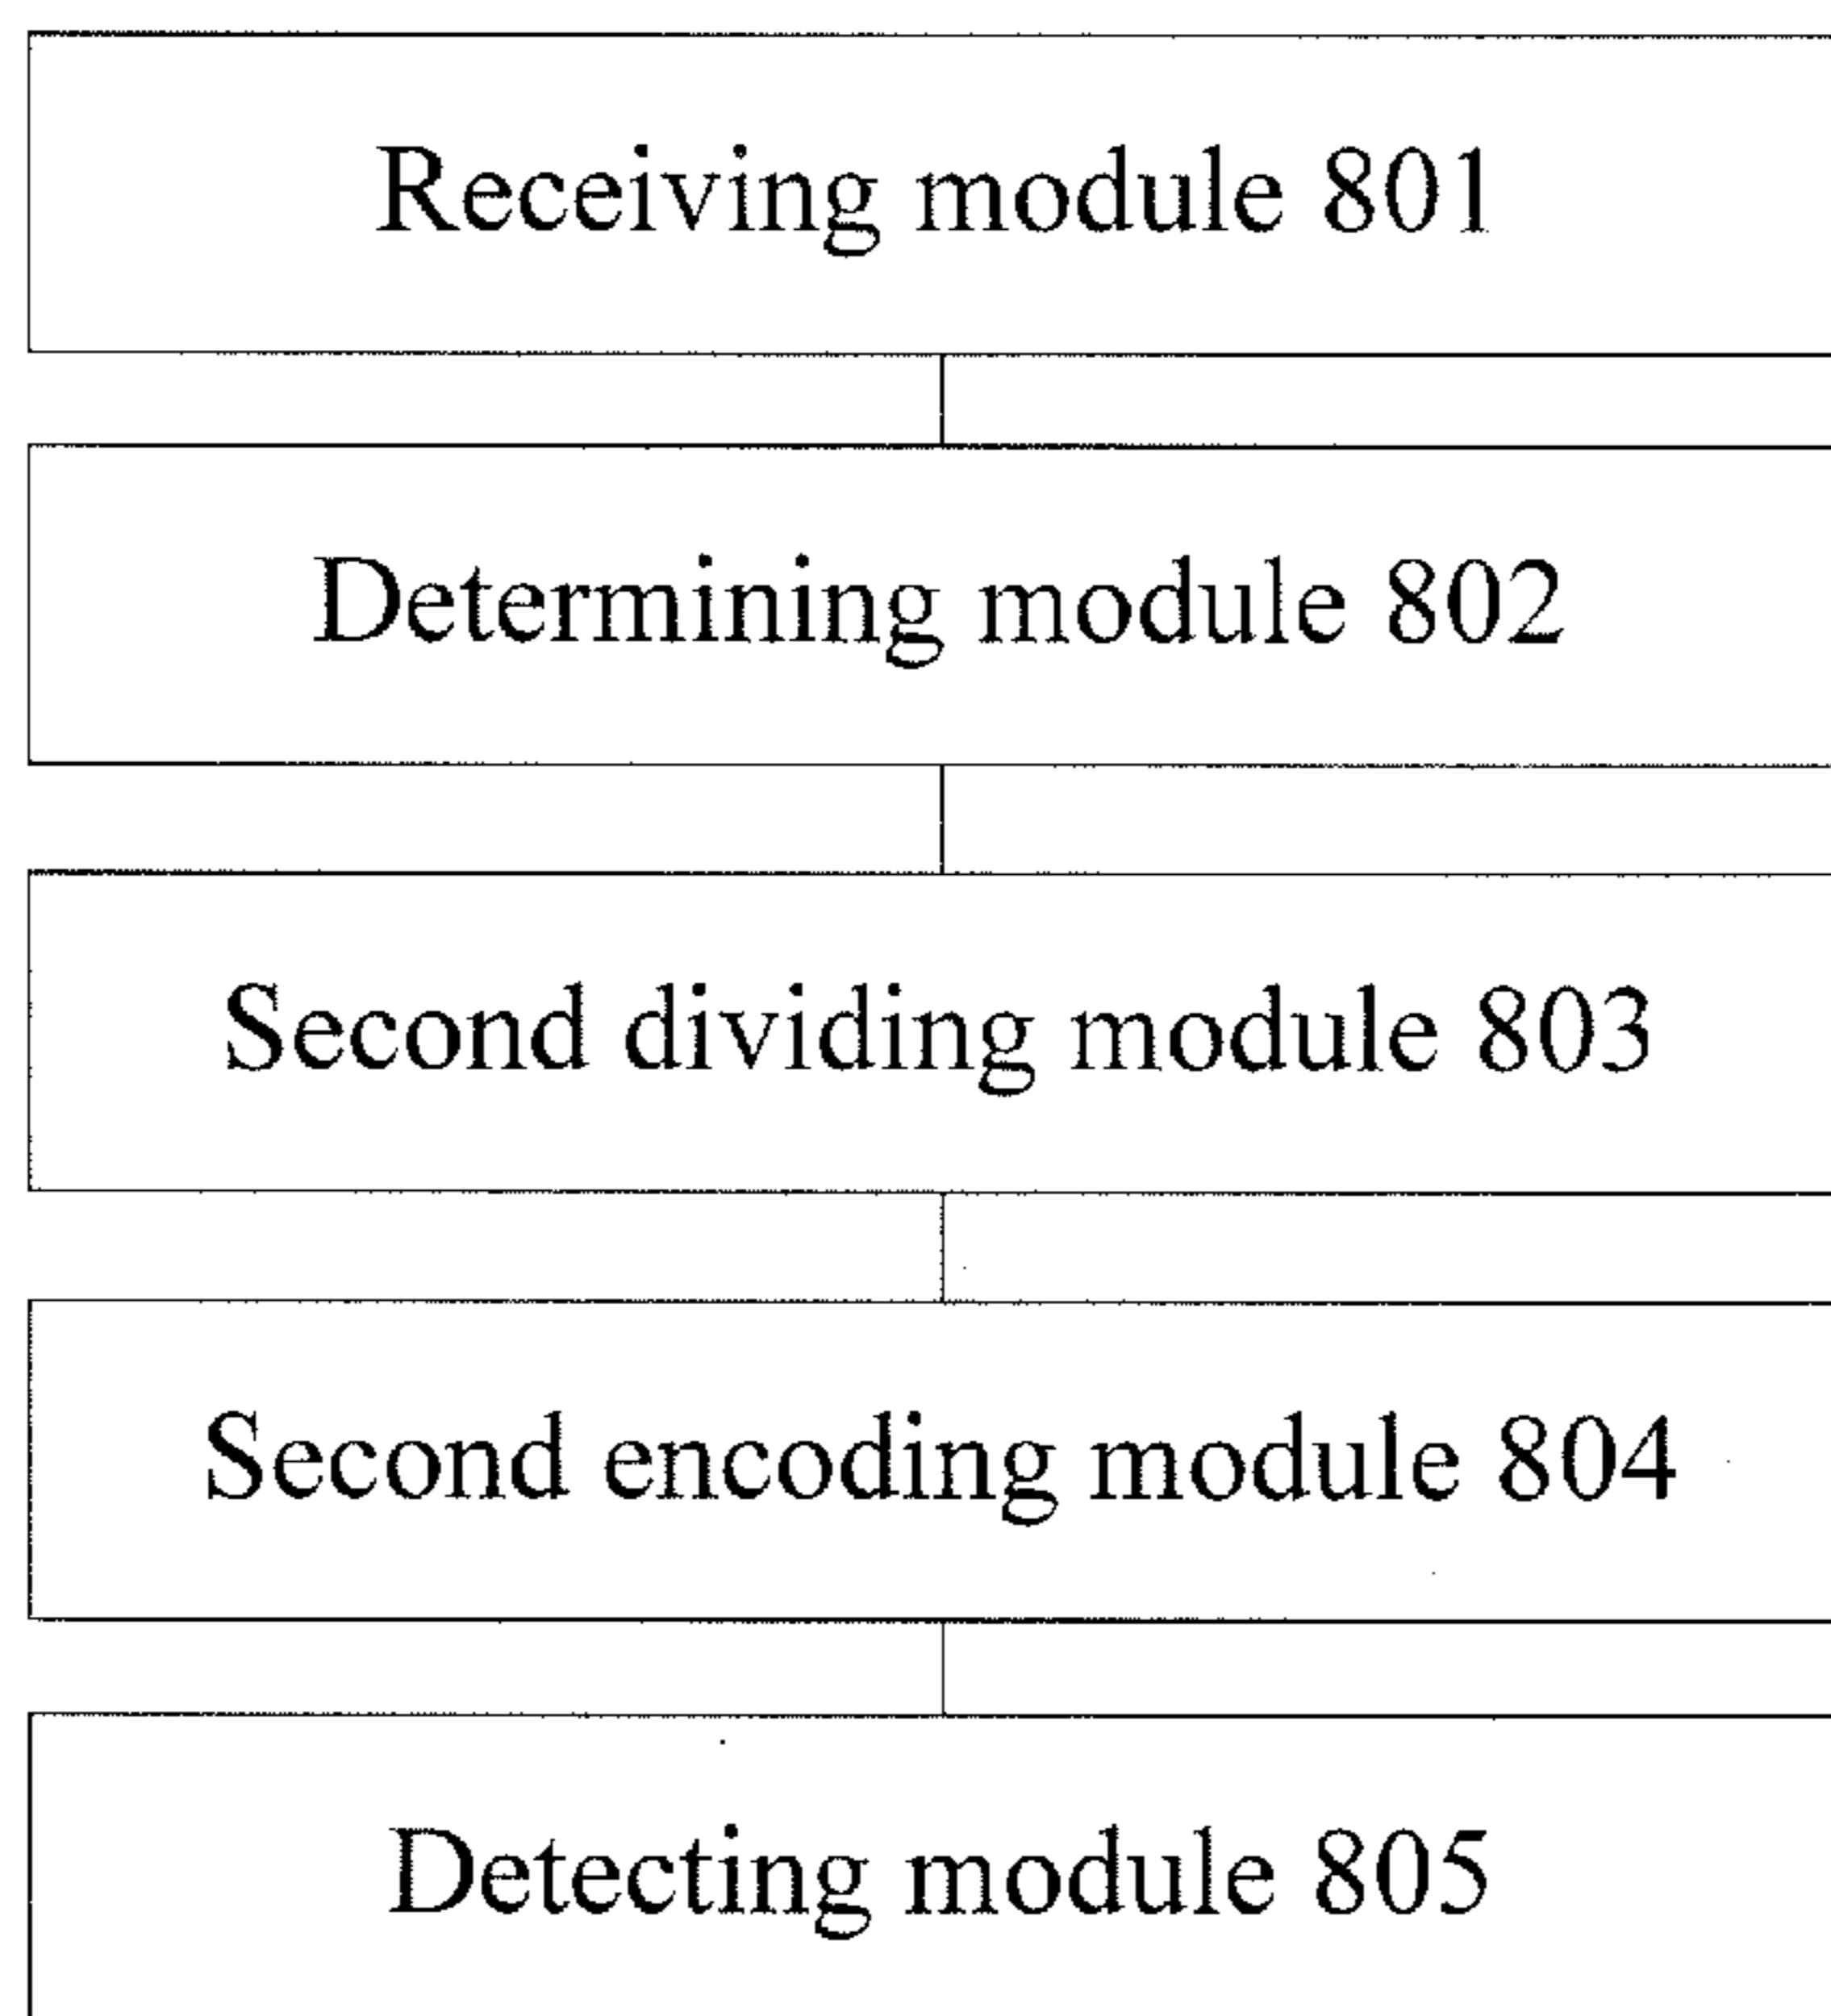 Receiving module 801
Determining module 802
Second dividing module 803
Second encoding module 804
Detecting module 805